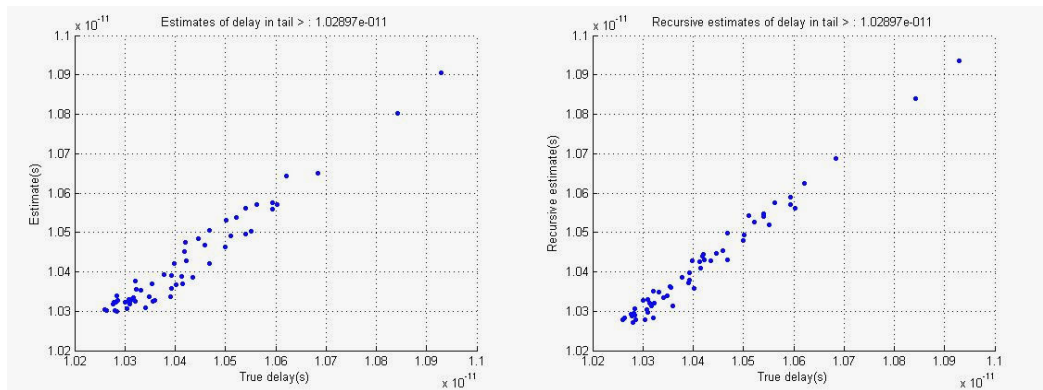 Estimates of delay in tail > : 1.02897e-011
x 10⁻¹¹
1.1
1.09
1.08
1.07
1.06
1.05
1.04
1.03
1.02
Estimate(s)
1.02 1.03 1.04 1.05 1.06 1.07 1.08 1.09 1.1
True delay(s)
x 10⁻¹¹
Recursive estimates of delay in tail > : 1.02897e-011
x 10⁻¹¹
1.1
1.09
1.08
1.07
1.06
1.05
1.04
1.03
1.02
Recursive estimate(s)
1.02 1.03 1.04 1.05 1.06 1.07 1.08 1.09 1.1
True delay(s)
x 10⁻¹¹